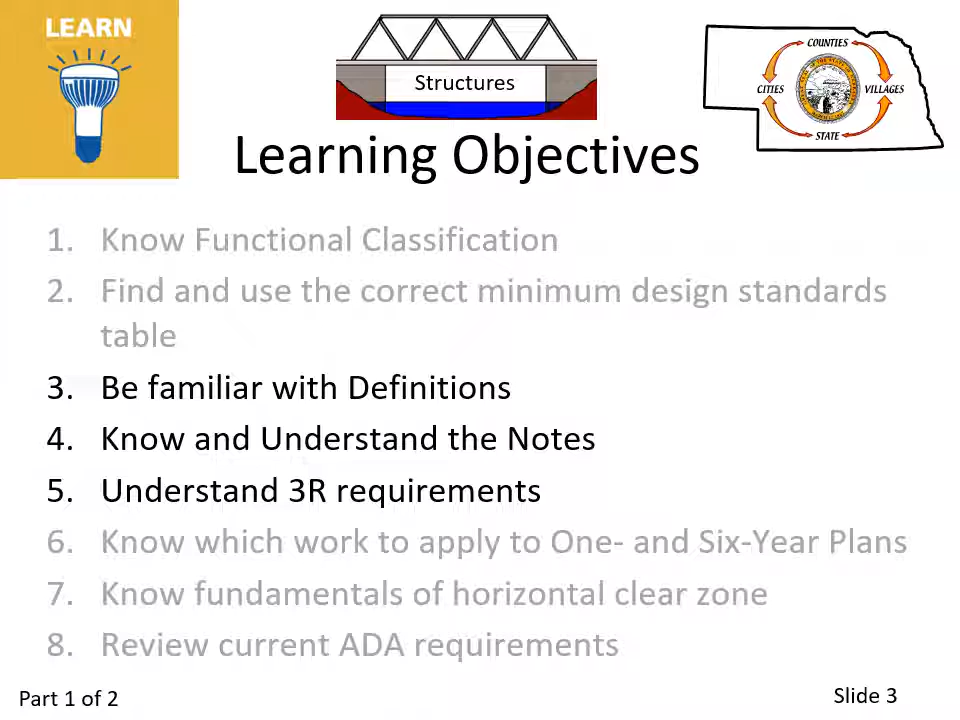 LEARN
Structures
COUNTIES
CITIES
VILLAGES
STATE
Learning Objectives
1. Know Functional Classification
2. Find and use the correct minimum design standards
table
3. Be familiar with Definitions
4. Know and Understand the Notes
5. Understand 3R requirements
6. Know which work to apply to One- and Six-Year Plans
7. Know fundamentals of horizontal clear zone
8. Review current ADA requirements
Part 1 of 2
Slide 3